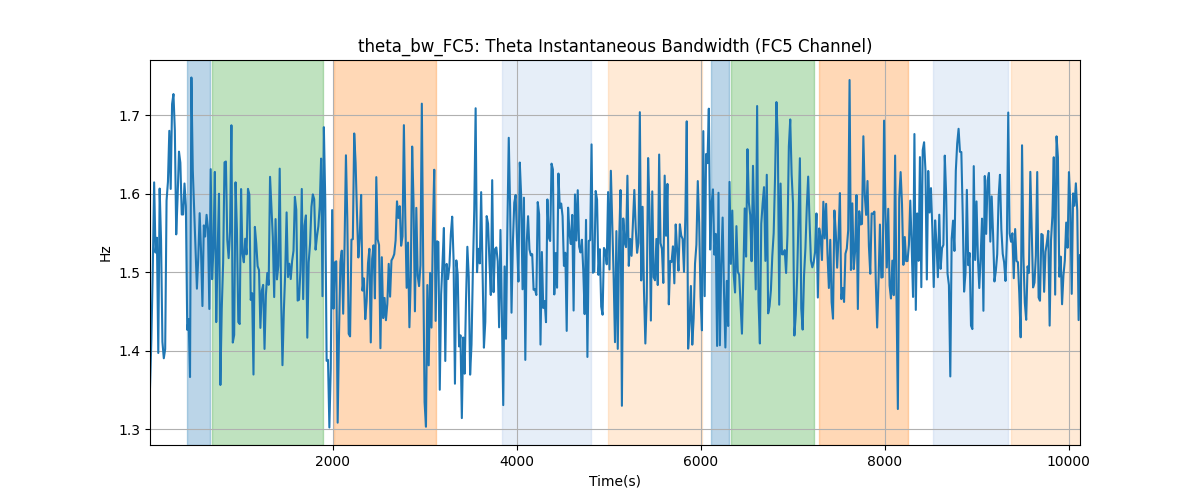 theta_bw_FC5: Theta Instantaneous Bandwidth (FC5 Channel)
Hz
1.7
1.6
1.5
1.4
1.3
2000 4000 6000 8000 10000
Time(s)